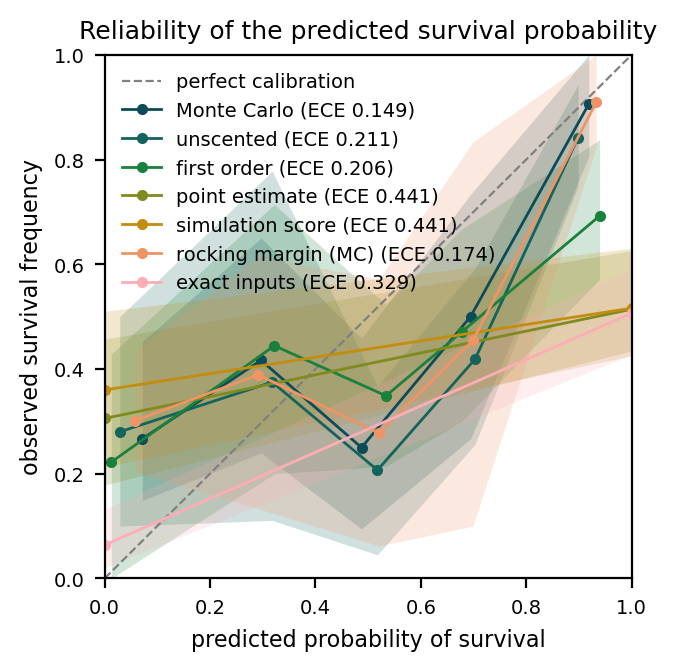 Reliability of the predicted survival probability
1.0
0.8
0.6
0.4
0.2
0.0
observed survival frequency
perfect calibration
Monte Carlo (ECE 0.149)
unscented (ECE 0.211)
first order (ECE 0.206)
point estimate (ECE 0.441)
simulation score (ECE 0.441)
rocking margin (MC) (ECE 0.174)
exact inputs (ECE 0.329)
0.0 0.2 0.4 0.6 0.8 1.0
predicted probability of survival